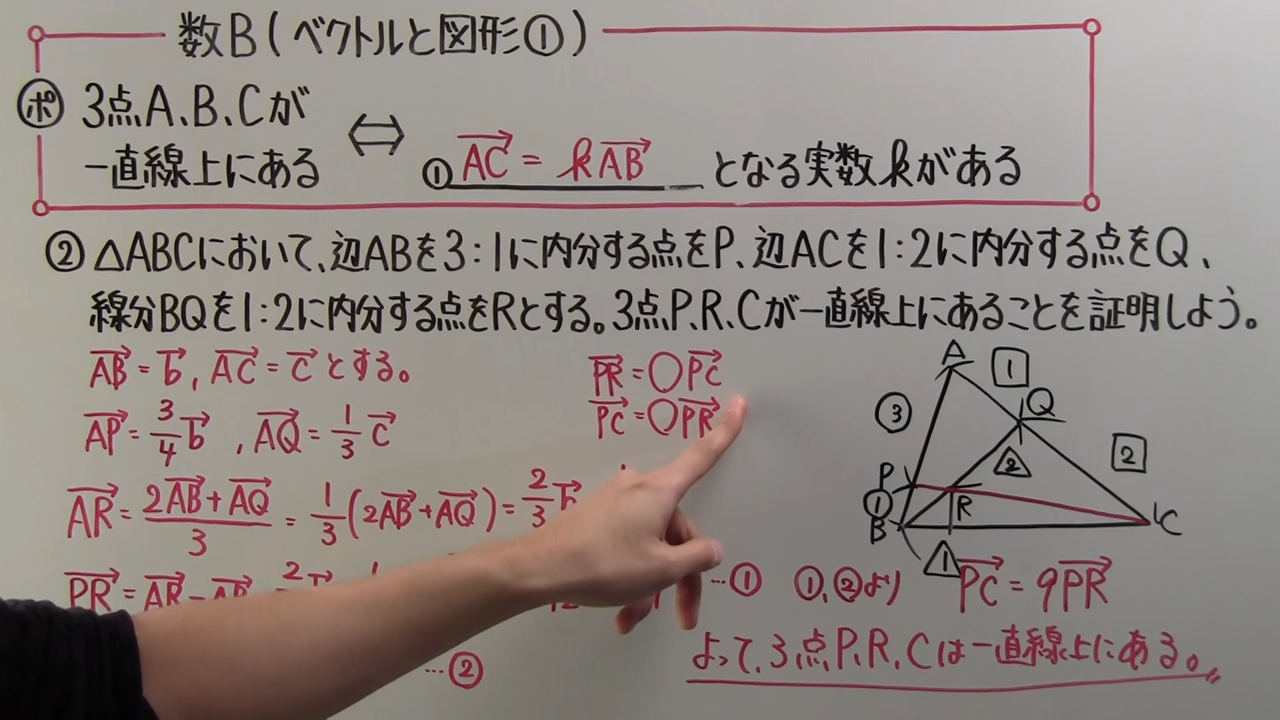 数B(ベクトルと図形①)
ポ 3点A、B、Cが一直線上にある ⇔ ① AC→ = kAB→ となる実数kがある
② △ABCにおいて、辺ABを3:1に内分する点をP、辺ACを1:2に内分する点をQ、
線分BQを1:2に内分する点をRとする。3点P、R、Cが一直線上にあることを証明しよう。
AB→ = b→, AC→ = c→ とする。
AP→ = 3/4 b→, AQ→ = 1/3 c→
AR→ = (2AB→ + AQ→)/3 = 1/3(2AB→ + AQ→) = 2/3 b→
PR→ = AR→ -
…①
…②
PR→ = ○PC→
PC→ = ○PR→
A
1
Q
③
2
2
P
①
R
B
C
1
①、②より PC→ = 9PR→
よって、3点P、R、Cは一直線上にある。